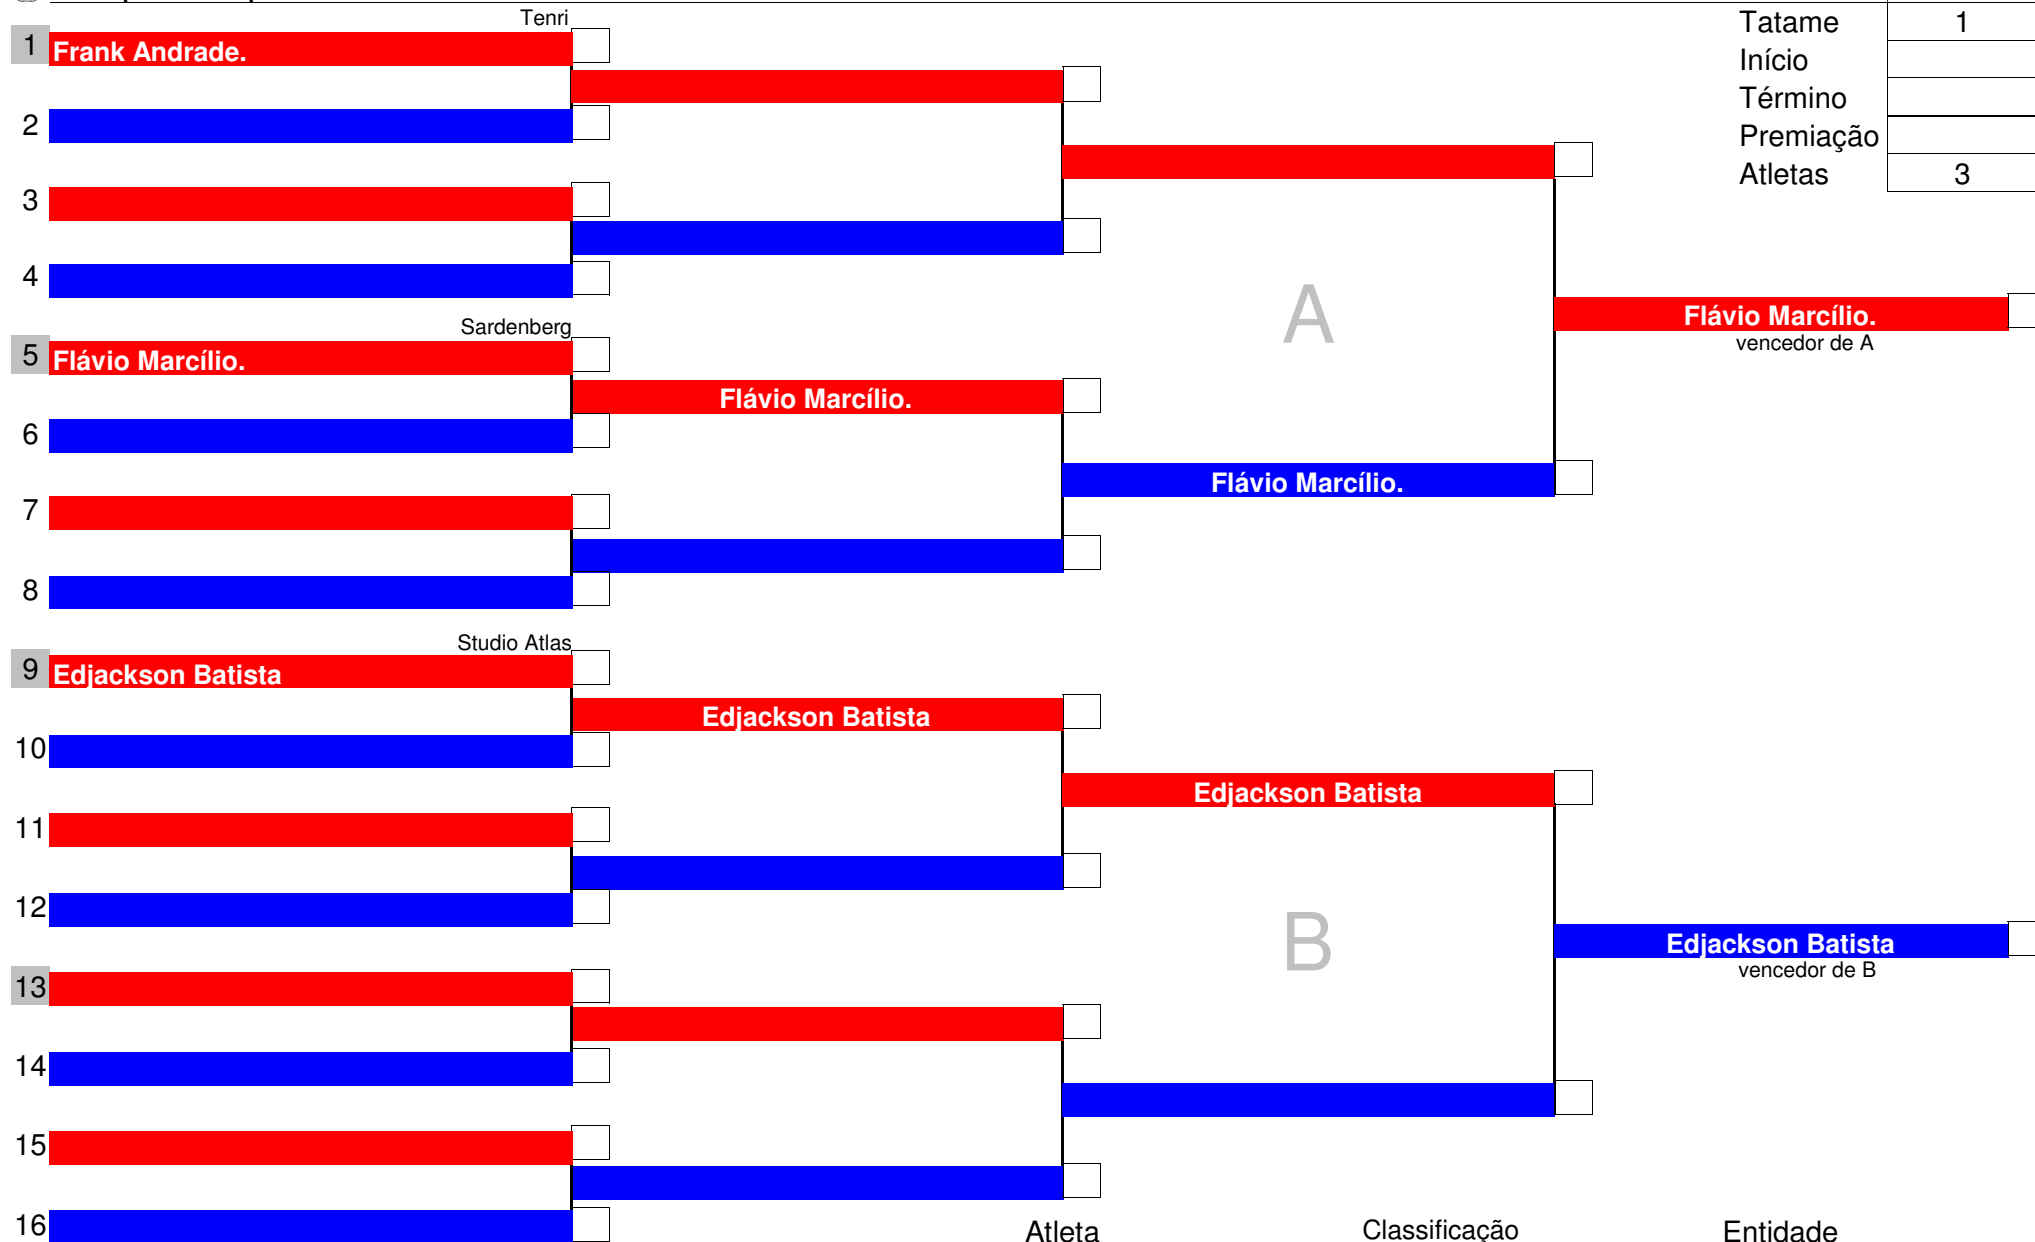 Tenri
Tatame 1
1 Frank Andrade.
Início
Término
2
Premiação
Atletas 3
3
4
A
Flávio Marcílio.
vencedor de A
Sardenberg
5 Flávio Marcílio.
Flávio Marcílio.
6
Flávio Marcílio.
7
8
Studio Atlas
9 Edjackson Batista
Edjackson Batista
10
Edjackson Batista
11
12
B
Edjackson Batista
vencedor de B
13
14
15
16
Atleta Classificação Entidade